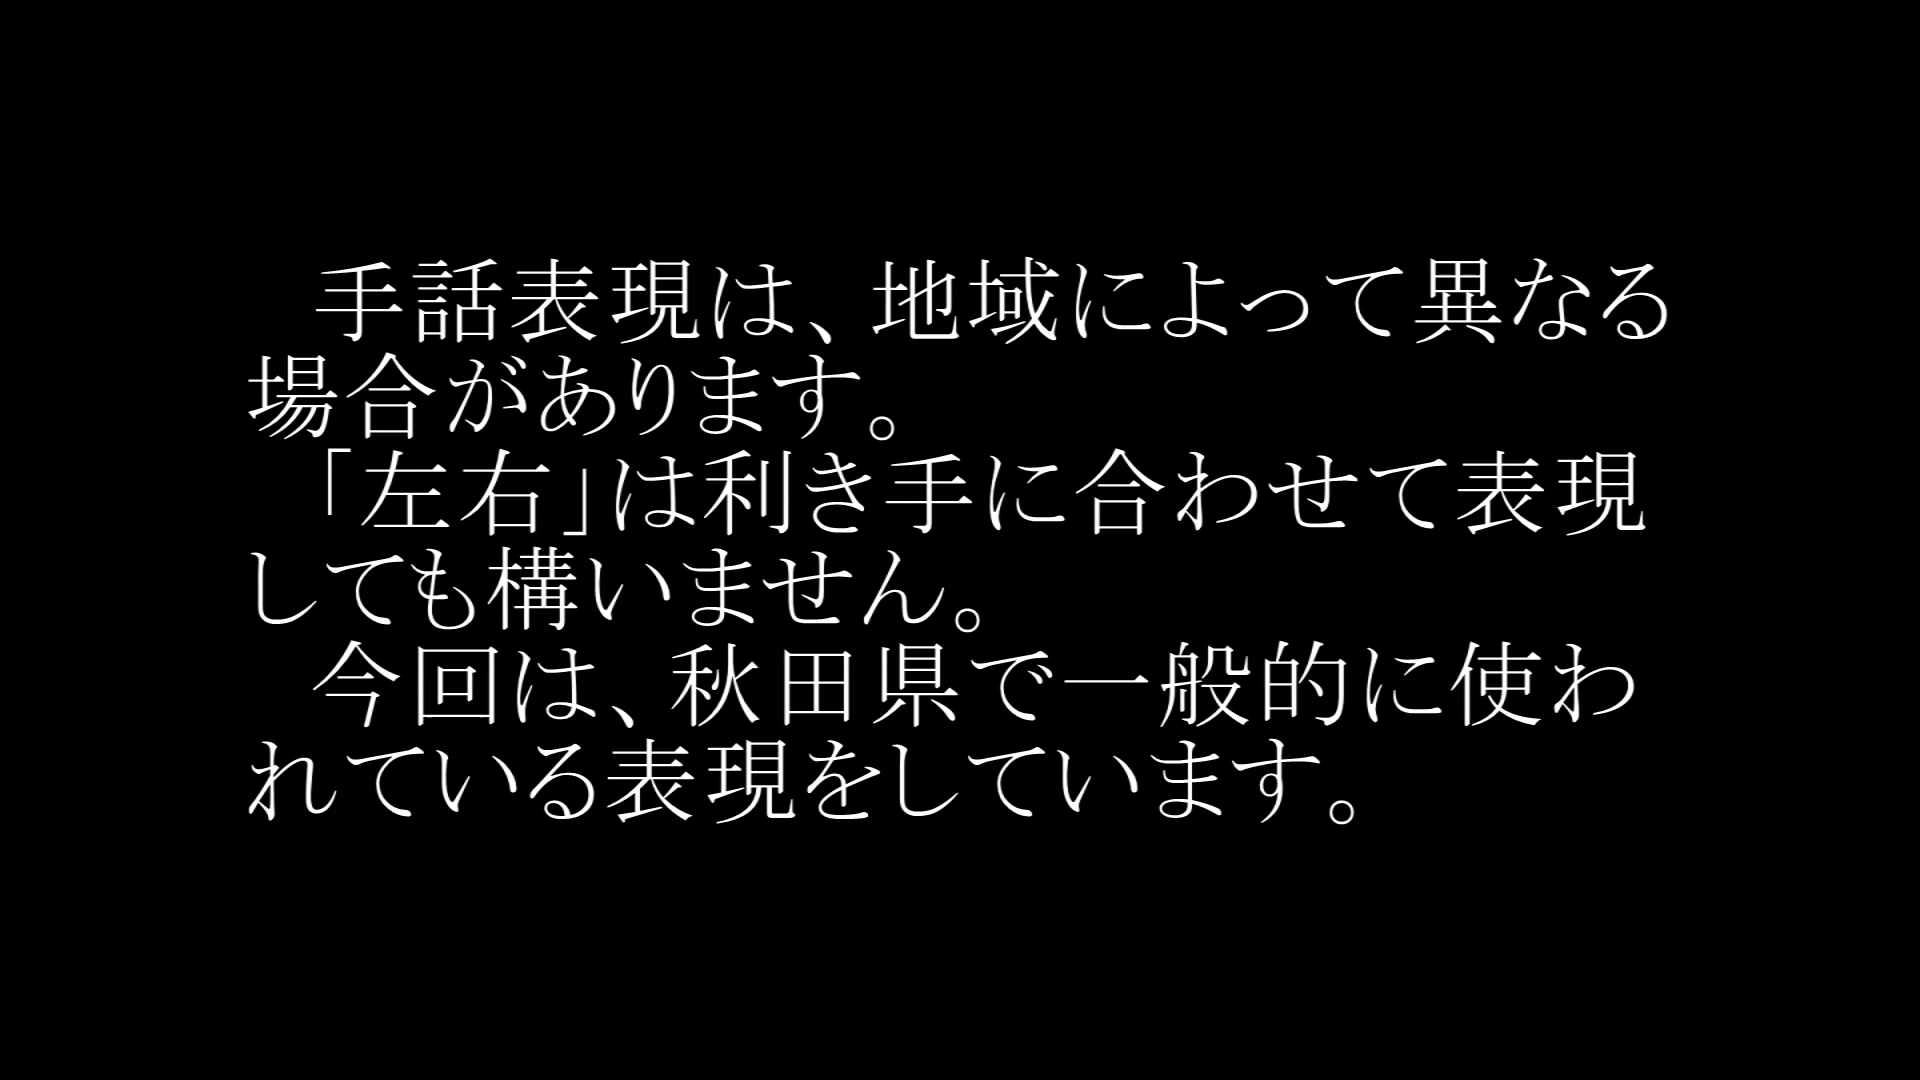 手話表現は、地域によって異なる
場合があります。
　「左右」は利き手に合わせて表現
しても構いません。
　今回は、秋田県で一般的に使わ
れている表現をしています。